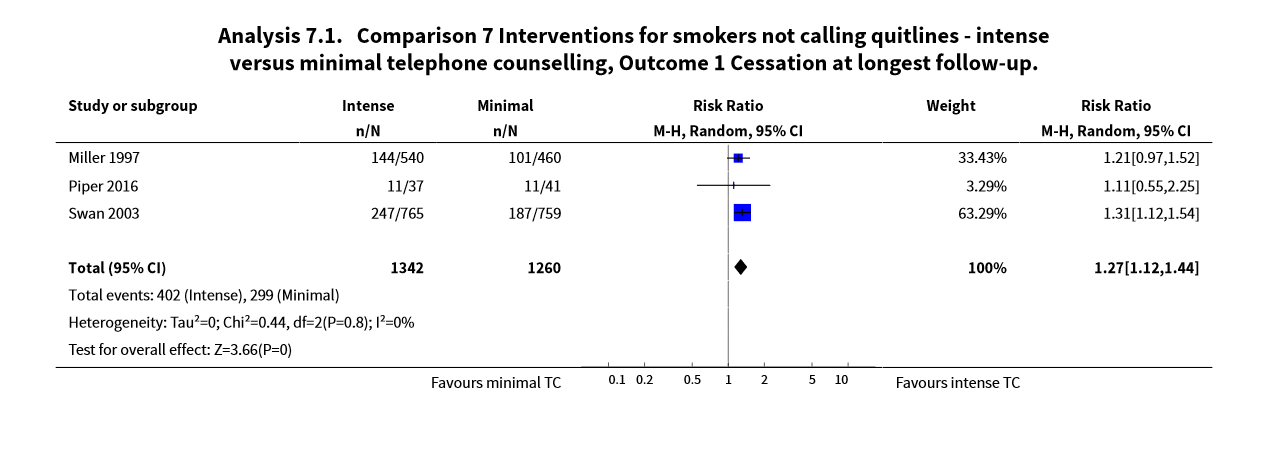 Analysis 7.1. Comparison 7 Interventions for smokers not calling quitlines - intense
versus minimal telephone counselling, Outcome 1 Cessation at longest follow-up.
Study or subgroup Intense Minimal Risk Ratio Weight Risk Ratio
n/N n/N M-H, Random, 95% CI M-H, Random, 95% CI
Miller 1997 144/540 101/460 33.43% 1.21[0.97,1.52]
Piper 2016 11/37 11/41 3.29% 1.11[0.55,2.25]
Swan 2003 247/765 187/759 63.29% 1.31[1.12,1.54]
Total (95% CI) 1342 1260 100% 1.27[1.12,1.44]
Total events: 402 (Intense), 299 (Minimal)
Heterogeneity: Tau²=0; Chi²=0.44, df=2(P=0.8); I²=0%
Test for overall effect: Z=3.66(P=0)
Favours minimal TC 0.1 0.2 0.5 1 2 5 10 Favours intense TC